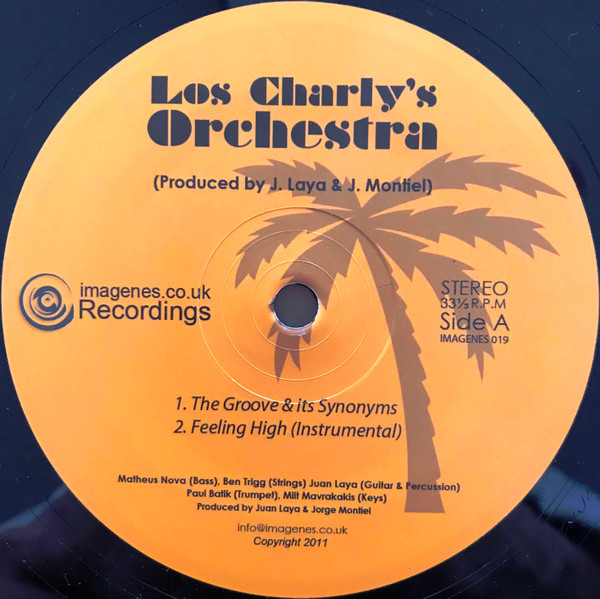 Los Charly's
Orchestra
(Produced by J. Laya & J. Montiel)
imagenes.co.uk
Recordings
STEREO
33⅓ R.P.M
Side A
IMAGENES 019
1. The Groove & its Synonyms
2. Feeling High (Instrumental)
Matheus Nova (Bass), Ben Trigg (Strings) Juan Laya (Guitar & Percussion)
Paul Batik (Trumpet), Milt Mavrakakis (Keys)
Produced by Juan Laya & Jorge Montiel
info@imagenes.co.uk
Copyright 2011